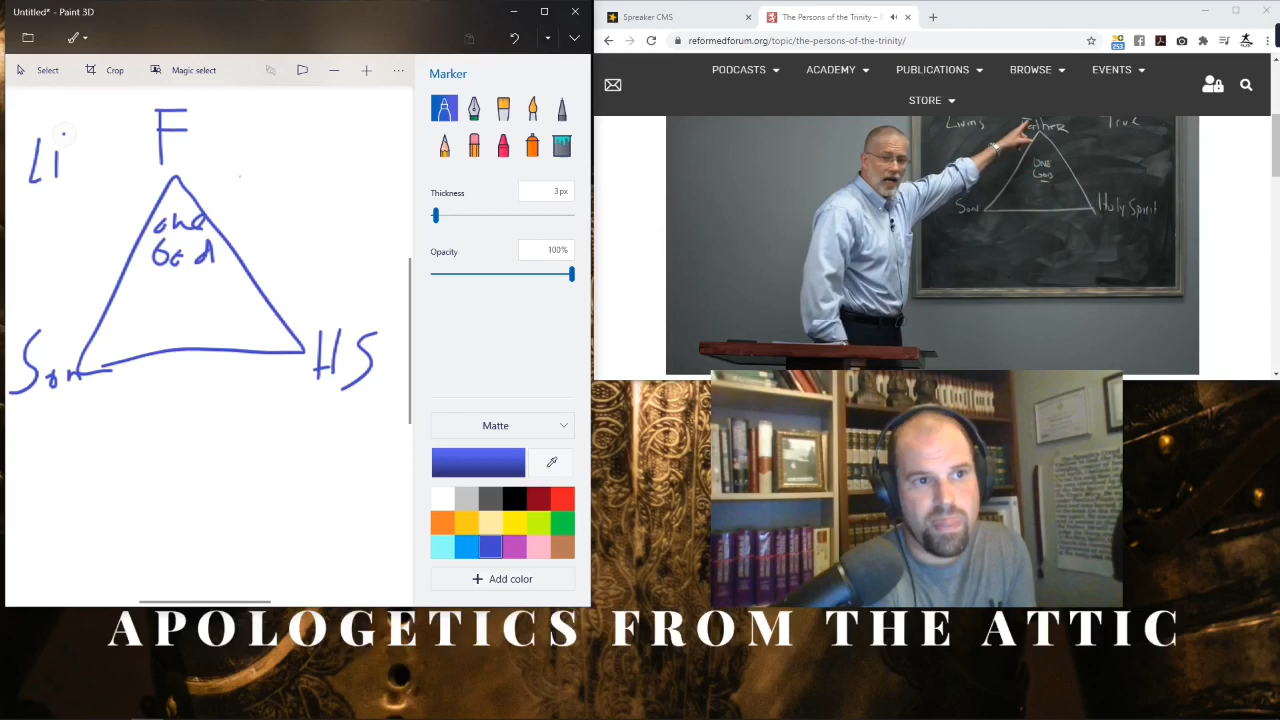 Untitled* - Paint 3D
Select
Crop
Magic select
Marker
Thickness
3px
Opacity
100%
Matte
Add color
F
LI
one
God
Son
HS
Spreaker CMS
The Persons of the Trinity –
reformedforum.org/topic/the-persons-of-the-trinity/
253
PODCASTS
ACADEMY
PUBLICATIONS
BROWSE
EVENTS
STORE
Living
Father
True
ONE
God
Son
Holy Spirit
APOLOGETICS FROM THE ATTIC